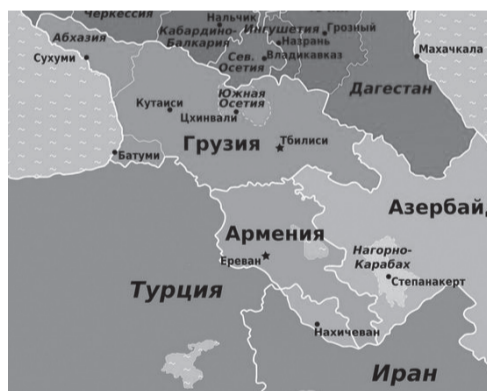 Черкессия
Нальчик
Кабардино-
Балкария
Ингушетия
Грозный
Назрань
Владикавказ
Сев.
Осетия
Махачкала
Дагестан
Абхазия
Сухуми
Кутаиси
Южная
Осетия
Цхинвали
Грузия
Тбилиси
Батуми
Азербай
Армения
Ереван
Нагорно-
Карабах
Степанакерт
Турция
Нахичеван
Иран